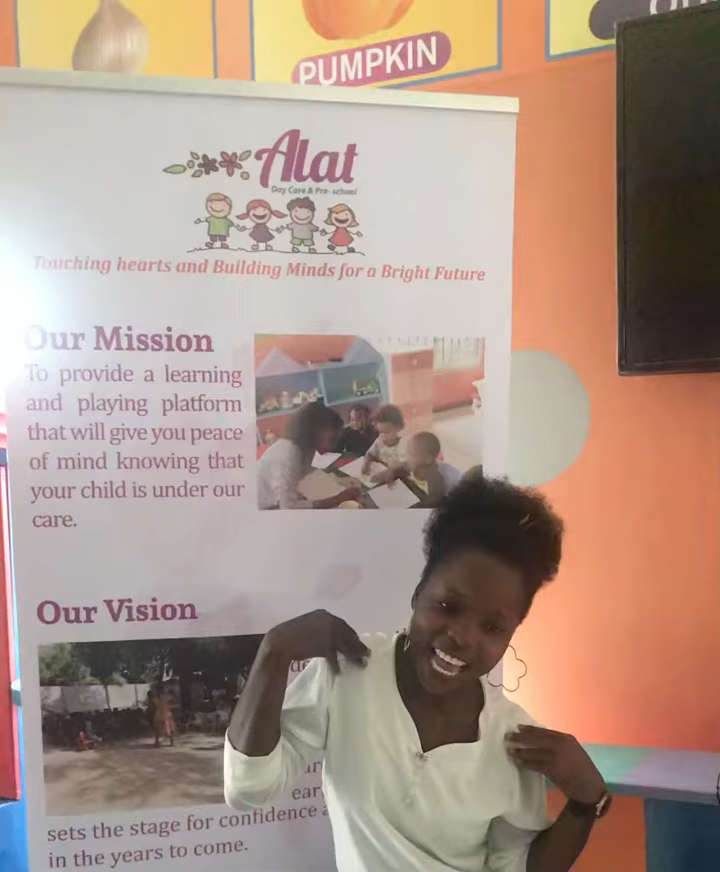 PUMPKIN
Alat
Day Care & Pre- school
Touching hearts and Building Minds for a Bright Future
Our Mission
To provide a learning
and playing platform
that will give you peace
of mind knowing that
your child is under our
care.
Our Vision
sets the stage for confidence
in the years to come.